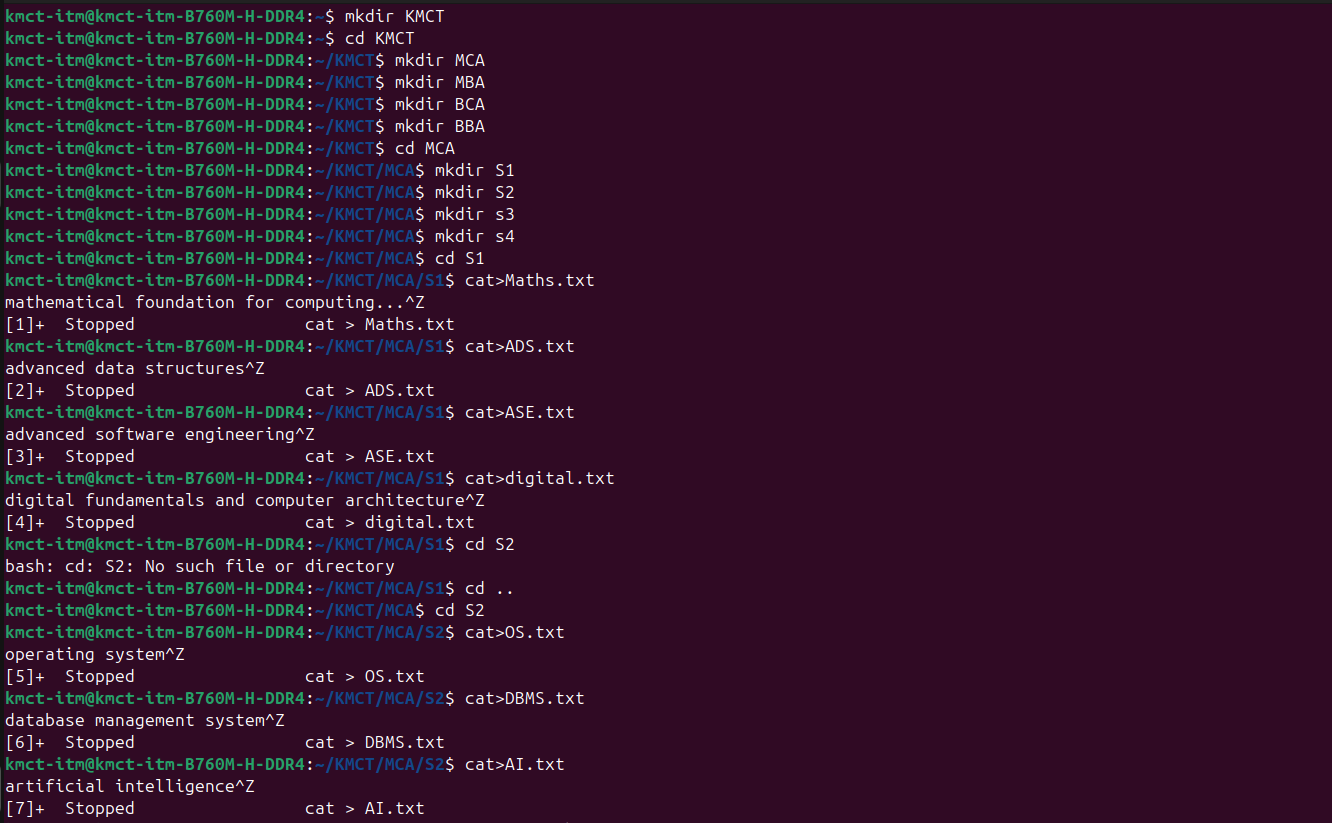 kmct-itm@kmct-itm-B760M-H-DDR4:~$ mkdir KMCT
kmct-itm@kmct-itm-B760M-H-DDR4:~$ cd KMCT
kmct-itm@kmct-itm-B760M-H-DDR4:~/KMCT$ mkdir MCA
kmct-itm@kmct-itm-B760M-H-DDR4:~/KMCT$ mkdir MBA
kmct-itm@kmct-itm-B760M-H-DDR4:~/KMCT$ mkdir BCA
kmct-itm@kmct-itm-B760M-H-DDR4:~/KMCT$ mkdir BBA
kmct-itm@kmct-itm-B760M-H-DDR4:~/KMCT$ cd MCA
kmct-itm@kmct-itm-B760M-H-DDR4:~/KMCT/MCA$ mkdir S1
kmct-itm@kmct-itm-B760M-H-DDR4:~/KMCT/MCA$ mkdir S2
kmct-itm@kmct-itm-B760M-H-DDR4:~/KMCT/MCA$ mkdir s3
kmct-itm@kmct-itm-B760M-H-DDR4:~/KMCT/MCA$ mkdir s4
kmct-itm@kmct-itm-B760M-H-DDR4:~/KMCT/MCA$ cd S1
kmct-itm@kmct-itm-B760M-H-DDR4:~/KMCT/MCA/S1$ cat>Maths.txt
mathematical foundation for computing...^Z
[1]+  Stopped                 cat > Maths.txt
kmct-itm@kmct-itm-B760M-H-DDR4:~/KMCT/MCA/S1$ cat>ADS.txt
advanced data structures^Z
[2]+  Stopped                 cat > ADS.txt
kmct-itm@kmct-itm-B760M-H-DDR4:~/KMCT/MCA/S1$ cat>ASE.txt
advanced software engineering^Z
[3]+  Stopped                 cat > ASE.txt
kmct-itm@kmct-itm-B760M-H-DDR4:~/KMCT/MCA/S1$ cat>digital.txt
digital fundamentals and computer architecture^Z
[4]+  Stopped                 cat > digital.txt
kmct-itm@kmct-itm-B760M-H-DDR4:~/KMCT/MCA/S1$ cd S2
bash: cd: S2: No such file or directory
kmct-itm@kmct-itm-B760M-H-DDR4:~/KMCT/MCA/S1$ cd ..
kmct-itm@kmct-itm-B760M-H-DDR4:~/KMCT/MCA$ cd S2
kmct-itm@kmct-itm-B760M-H-DDR4:~/KMCT/MCA/S2$ cat>OS.txt
operating system^Z
[5]+  Stopped                 cat > OS.txt
kmct-itm@kmct-itm-B760M-H-DDR4:~/KMCT/MCA/S2$ cat>DBMS.txt
database management system^Z
[6]+  Stopped                 cat > DBMS.txt
kmct-itm@kmct-itm-B760M-H-DDR4:~/KMCT/MCA/S2$ cat>AI.txt
artificial intelligence^Z
[7]+  Stopped                 cat > AI.txt